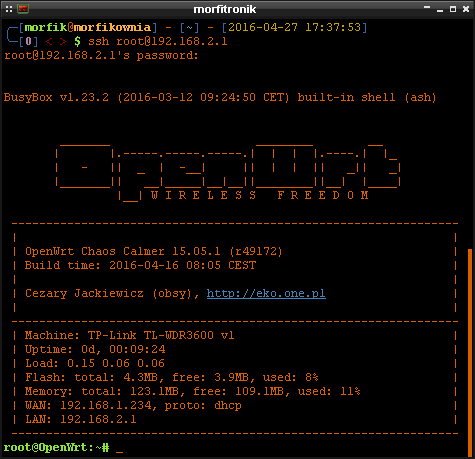 morfitronik
[morfik@morfikownia] - [~] - [2016-04-27 17:37:53]
[0] < > $ ssh root@192.168.2.1
root@192.168.2.1's password:
BusyBox v1.23.2 (2016-03-12 09:24:50 CET) built-in shell (ash)
OpenWrt
W I R E L E S S   F R E E D O M
OpenWrt Chaos Calmer 15.05.1 (r49172)
Build time: 2016-04-16 08:05 CEST
Cezary Jackiewicz (obsy), http://eko.one.pl
Machine: TP-Link TL-WDR3600 v1
Uptime: 0d, 00:09:24
Load: 0.15 0.06 0.06
Flash: total: 4.3MB, free: 3.9MB, used: 8%
Memory: total: 123.1MB, free: 109.1MB, used: 11%
WAN: 192.168.1.234, proto: dhcp
LAN: 192.168.2.1
root@OpenWrt:~# _